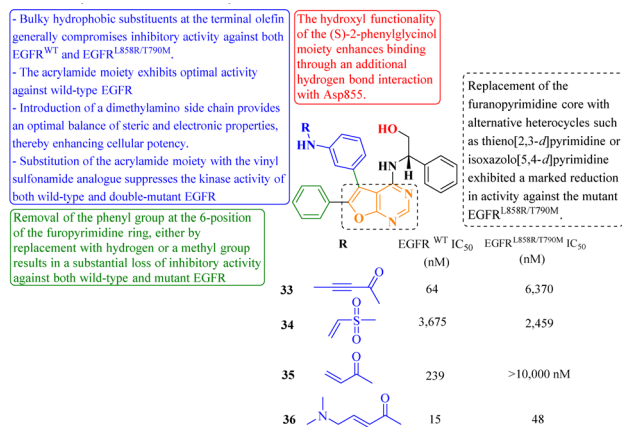 - Bulky hydrophobic substituents at the terminal olefin
generally compromises inhibitory activity against both
EGFRWT and EGFRL858R/T790M.
- The acrylamide moiety exhibits optimal activity
against wild-type EGFR
- Introduction of a dimethylamino side chain provides
an optimal balance of steric and electronic properties,
thereby enhancing cellular potency.
- Substitution of the acrylamide moiety with the vinyl
sulfonamide analogue suppresses the kinase activity of
both wild-type and double-mutant EGFR
The hydroxyl functionality
of the (S)-2-phenylglycinol
moiety enhances binding
through an additional
hydrogen bond interaction
with Asp855.
Replacement of the
furanopyrimidine core with
alternative heterocycles such
as thieno[2,3-d]pyrimidine or
isoxazolo[5,4-d]pyrimidine
exhibited a marked reduction
in activity against the mutant
EGFRL858R/T790M.
Removal of the phenyl group at the 6-position
of the furopyrimidine ring, either by
replacement with hydrogen or a methyl group
results in a substantial loss of inhibitory activity
against both wild-type and mutant EGFR
R
HN
HO
HN
H
O
N
N
R EGFR WT IC50 (nM) EGFRL858R/T790M IC50 (nM)
33 O 64 6,370
34 O S O 3,675 2,459
35 O 239 >10,000 nM
36 N O 15 48